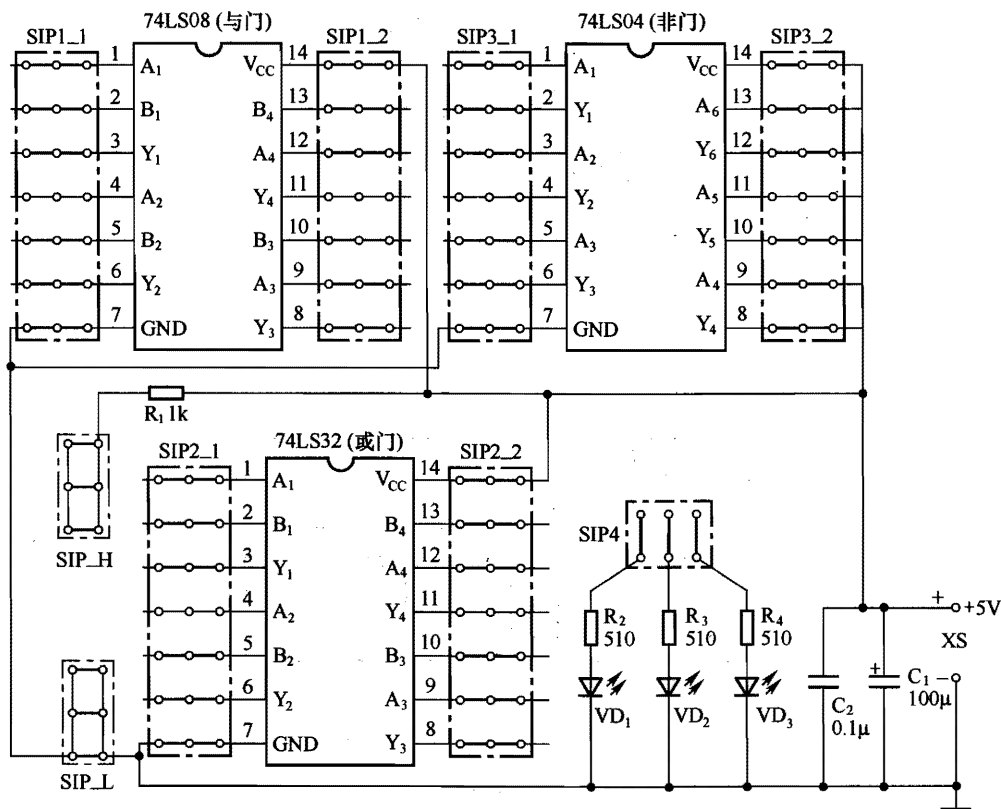 74LS08 (与门)
SIP1_1
SIP1_2
1 A1
2 B1
3 Y1
4 A2
5 B2
6 Y2
7 GND
VCC 14
B4 13
A4 12
Y4 11
B3 10
A3 9
Y3 8
74LS04 (非门)
SIP3_1
SIP3_2
1 A1
2 Y1
3 A2
4 Y2
5 A3
6 Y3
7 GND
VCC 14
A6 13
Y6 12
A5 11
Y5 10
A4 9
Y4 8
R1 1k
SIP_H
74LS32 (或门)
SIP2_1
SIP2_2
1 A1
2 B1
3 Y1
4 A2
5 B2
6 Y2
7 GND
VCC 14
B4 13
A4 12
Y4 11
B3 10
A3 9
Y3 8
SIP_L
SIP4
R2
510
R3
510
R4
510
VD1
VD2
VD3
C2
0.1μ
+
C1
100μ
+
+5V
XS
−